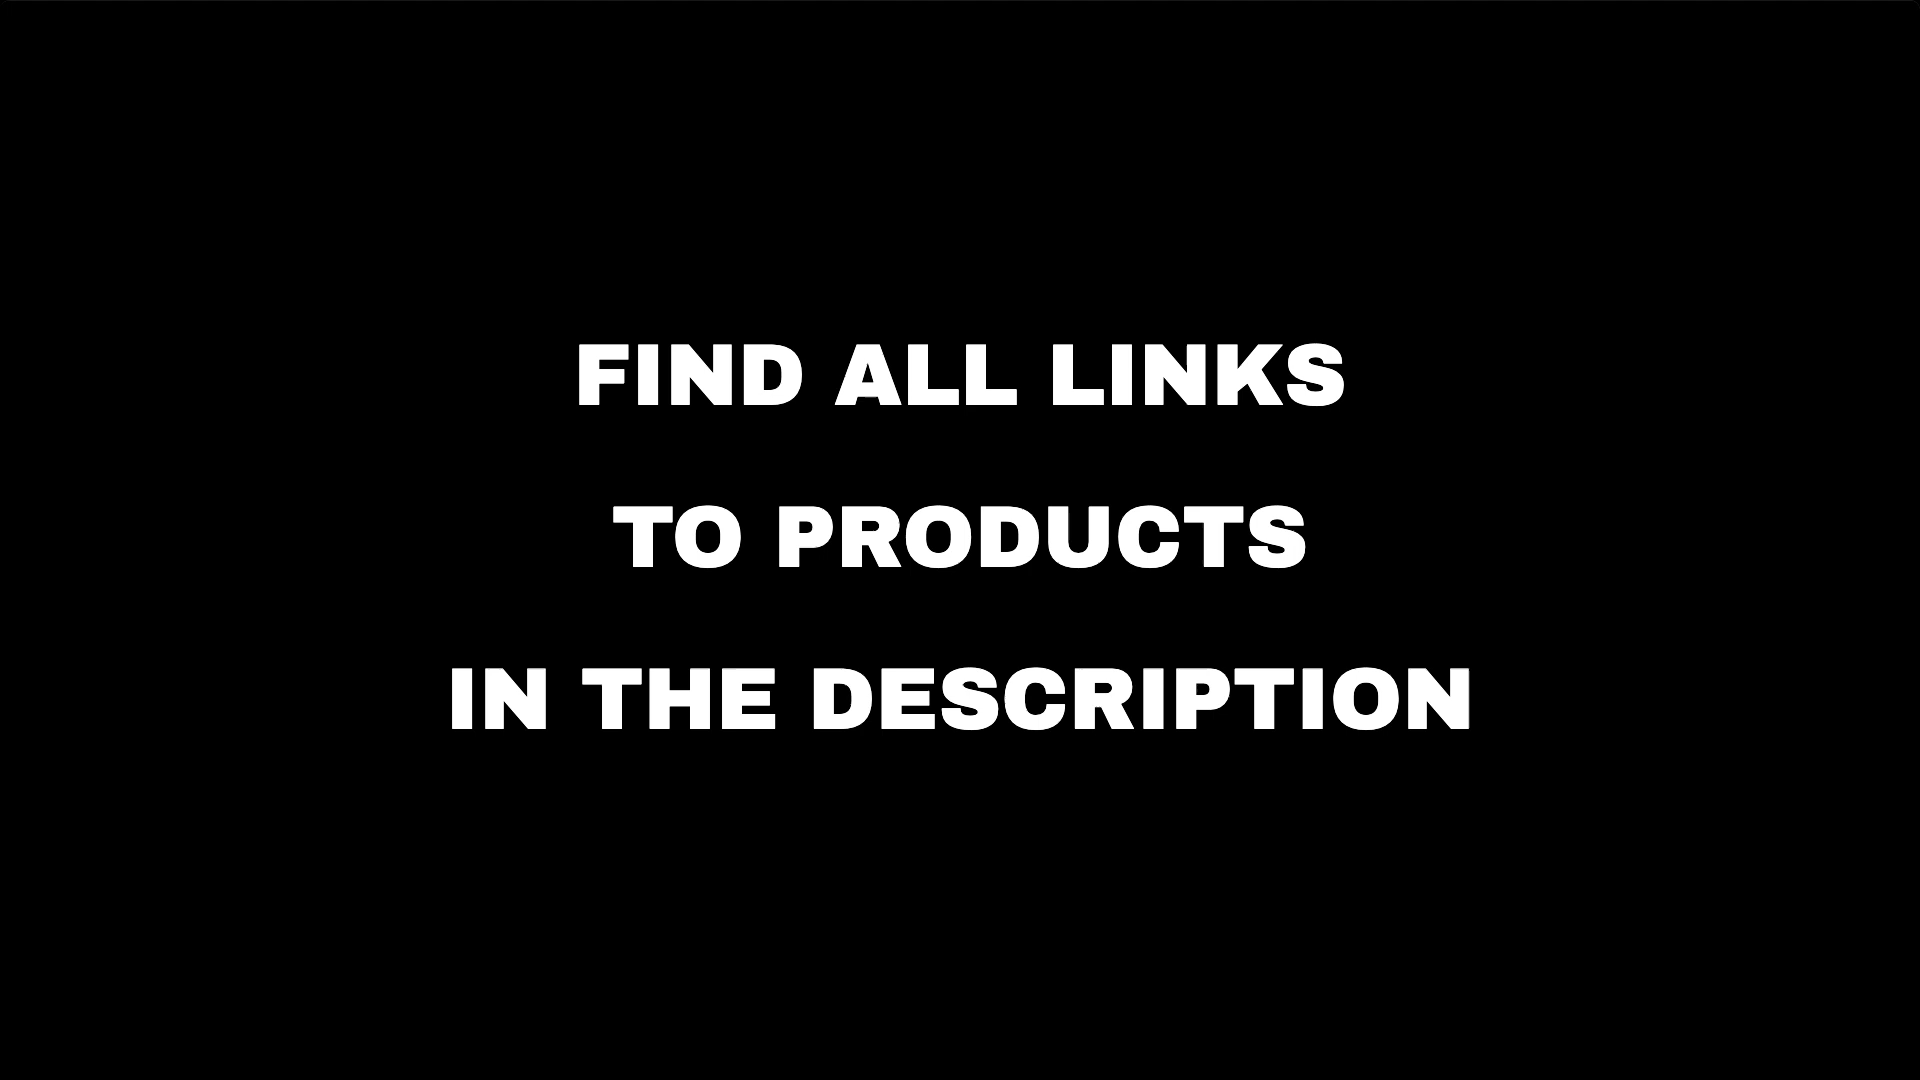 FIND ALL LINKS
TO PRODUCTS
IN THE DESCRIPTION